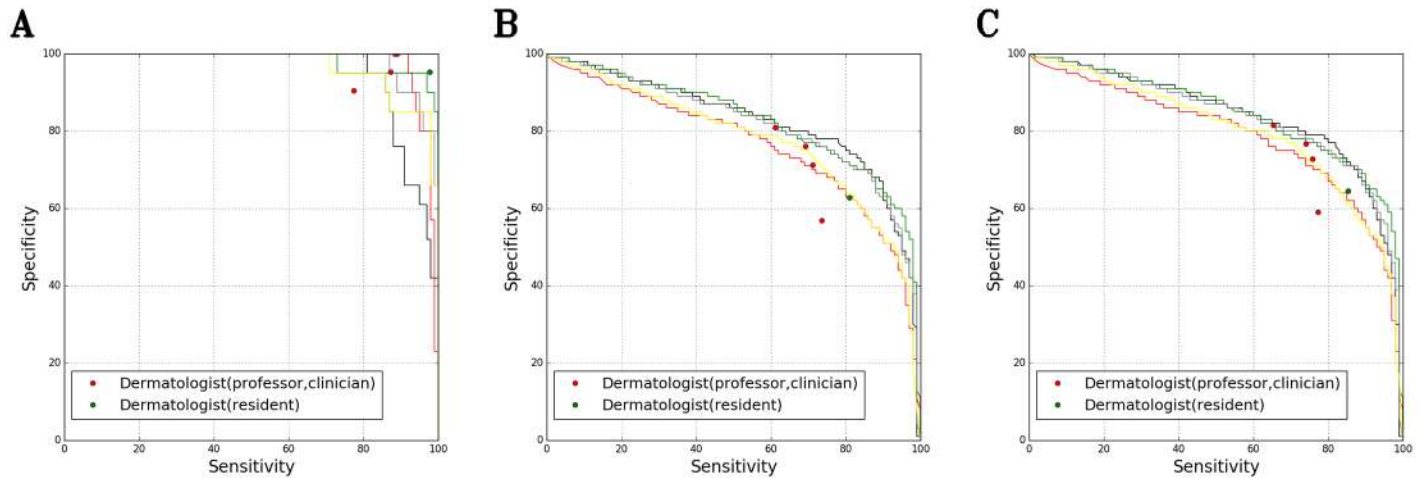 A
B
C
100
80
60
40
20
0
Specificity
0 20 40 60 80 100
Sensitivity
Dermatologist(professor,clinician)
Dermatologist(resident)
100
80
60
40
20
0
Specificity
0 20 40 60 80 100
Sensitivity
Dermatologist(professor,clinician)
Dermatologist(resident)
100
80
60
40
20
0
Specificity
0 20 40 60 80 100
Sensitivity
Dermatologist(professor,clinician)
Dermatologist(resident)